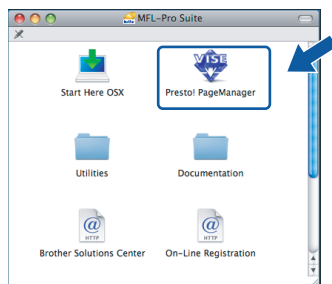 MFL-Pro Suite
VISE
Start Here OSX
Presto! PageManager
Utilities
Documentation
@
HTTP
@
HTTP
Brother Solutions Center
On-Line Registration